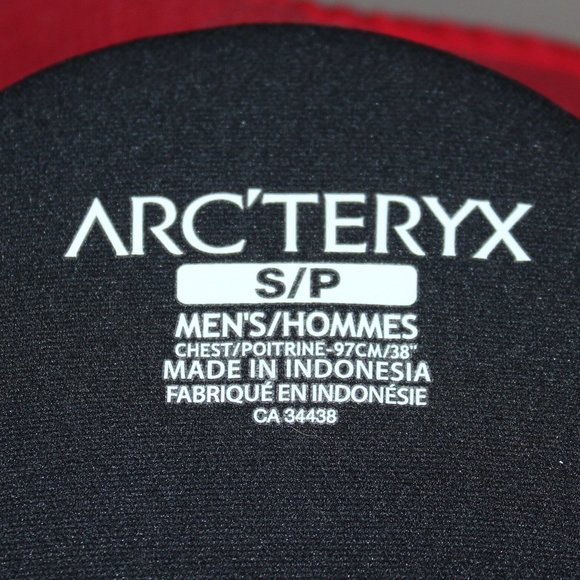 ARC'TERYX
S/P
MEN'S/HOMMES
CHEST/POITRINE-97CM/38"
MADE IN INDONESIA
FABRIQUÉ EN INDONÉSIE
CA 34438